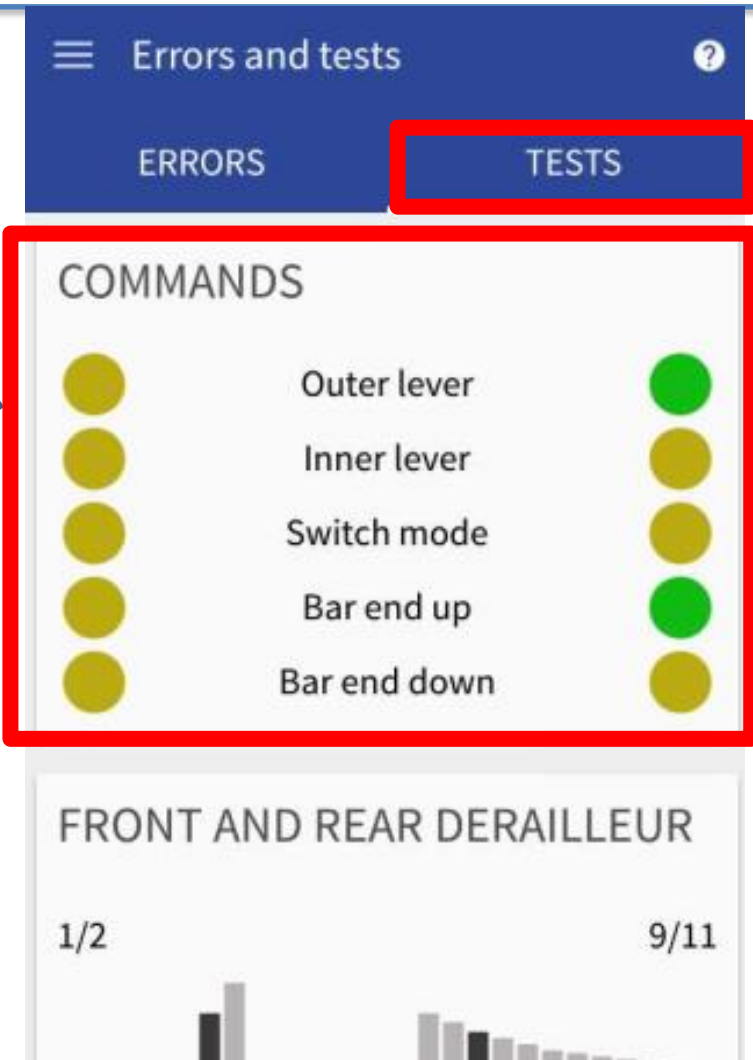 Errors and tests ?
ERRORS TESTS
COMMANDS
Outer lever
Inner lever
Switch mode
Bar end up
Bar end down
FRONT AND REAR DERAILLEUR
1/2 9/11